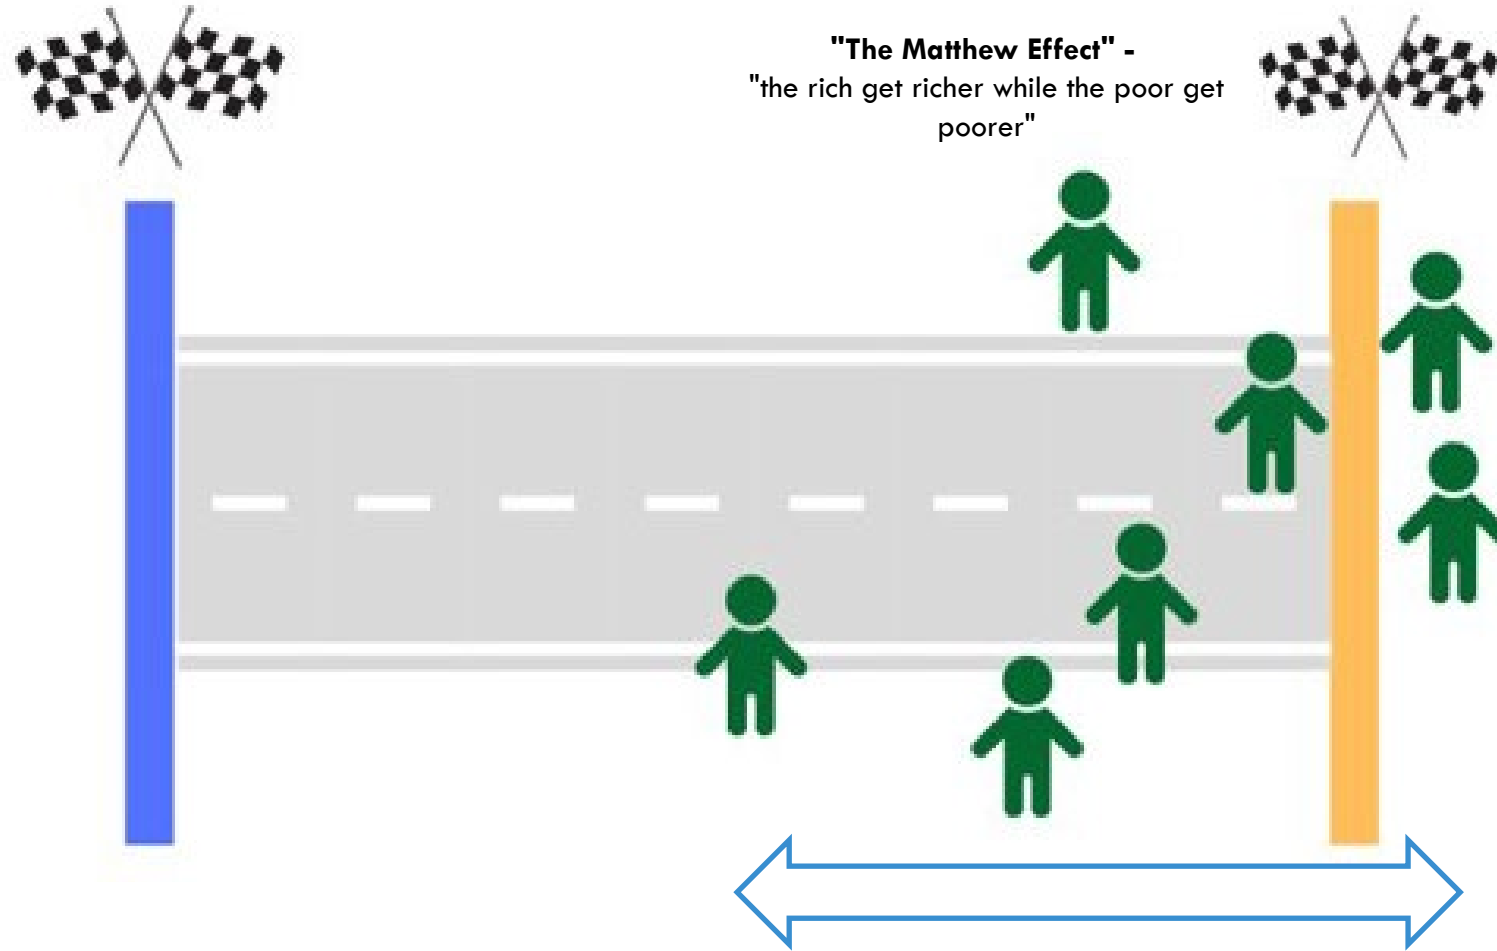 "The Matthew Effect" -
"the rich get richer while the poor get
poorer"